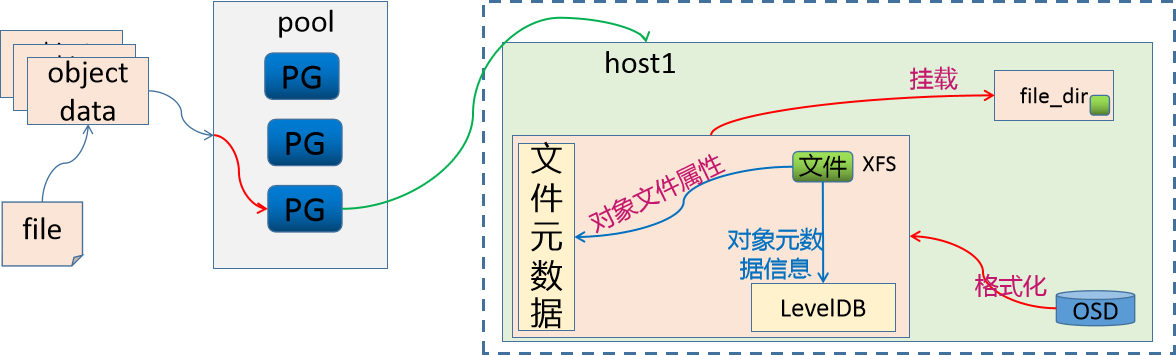 object
data
file
pool
PG
PG
PG
host1
挂载
file_dir
文
件
元
数
据
对象文件属性
文件
XFS
对象元数
据信息
LevelDB
格式化
OSD